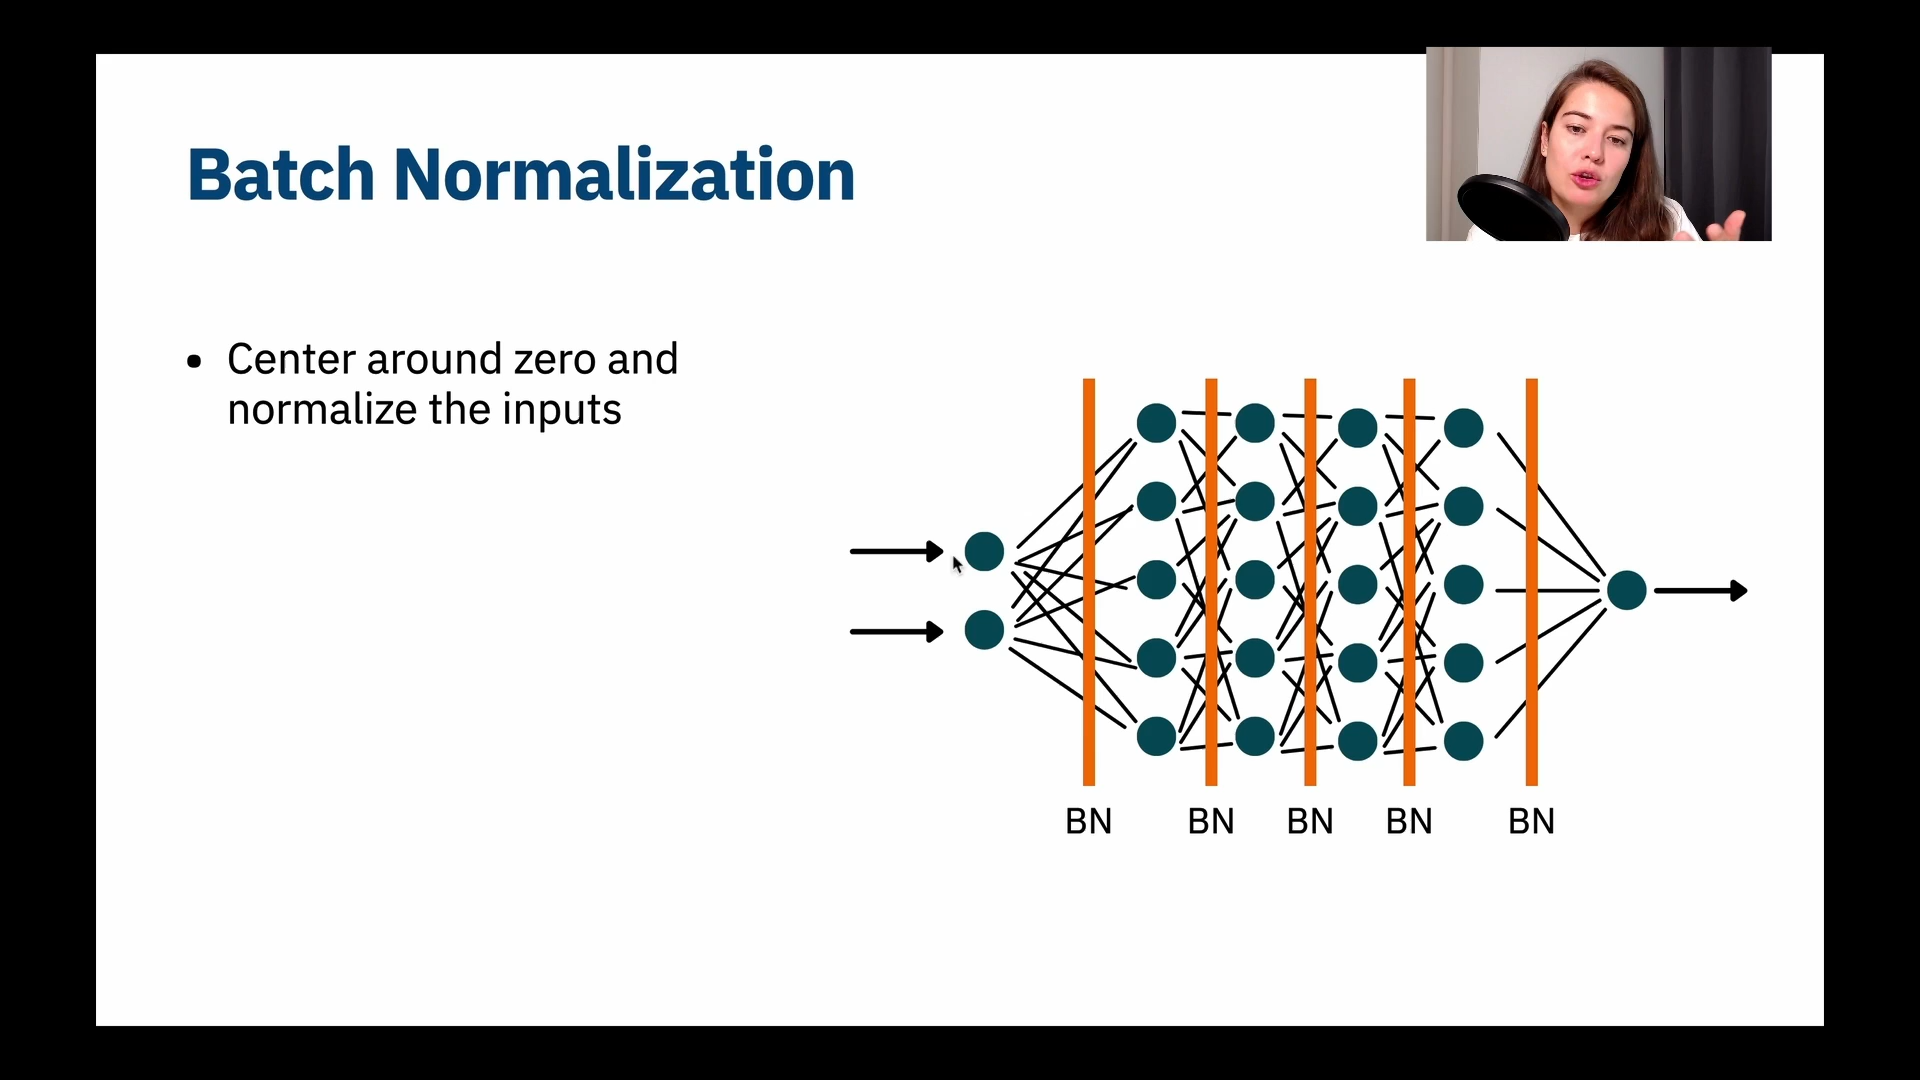 Batch Normalization
• Center around zero and
normalize the inputs
BN BN BN BN BN